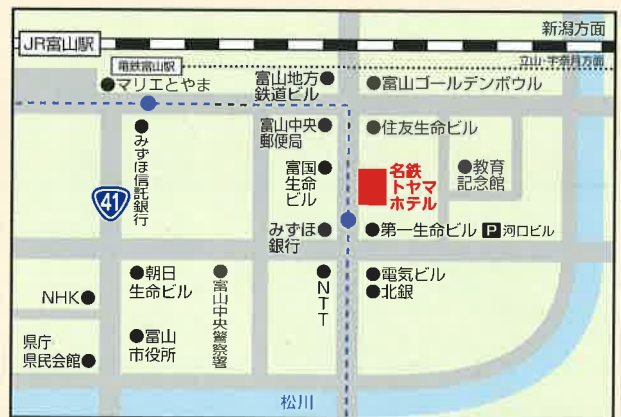 新潟方面
JR富山駅
電鉄富山駅
立山・宇奈月方面
マリエとやま
富山地方
鉄道ビル
富山ゴールデンボウル
富山中央
郵便局
住友生命ビル
みずほ信託銀行
富国
生命
ビル
名鉄
トヤマ
ホテル
教育
記念館
41
みずほ
銀行
第一生命ビル
P 河口ビル
朝日
生命ビル
富山中央警察署
NTT
電気ビル
北銀
NHK
富山
市役所
県庁
県民会館
松川